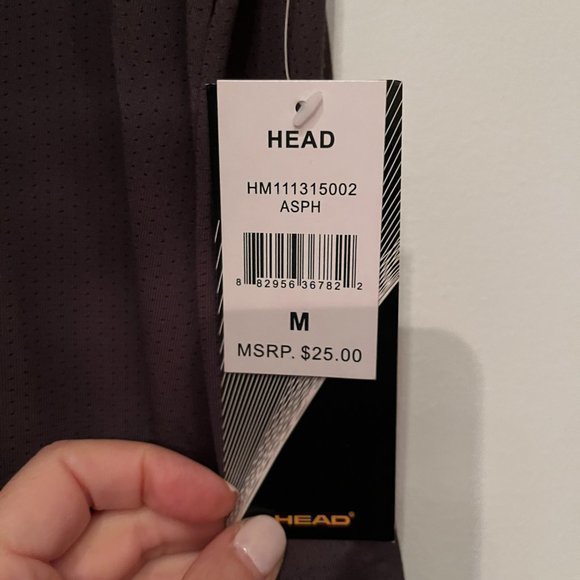 HEAD
HM111315002
ASPH
8 82956 36782 2
M
MSRP. $25.00
HEAD